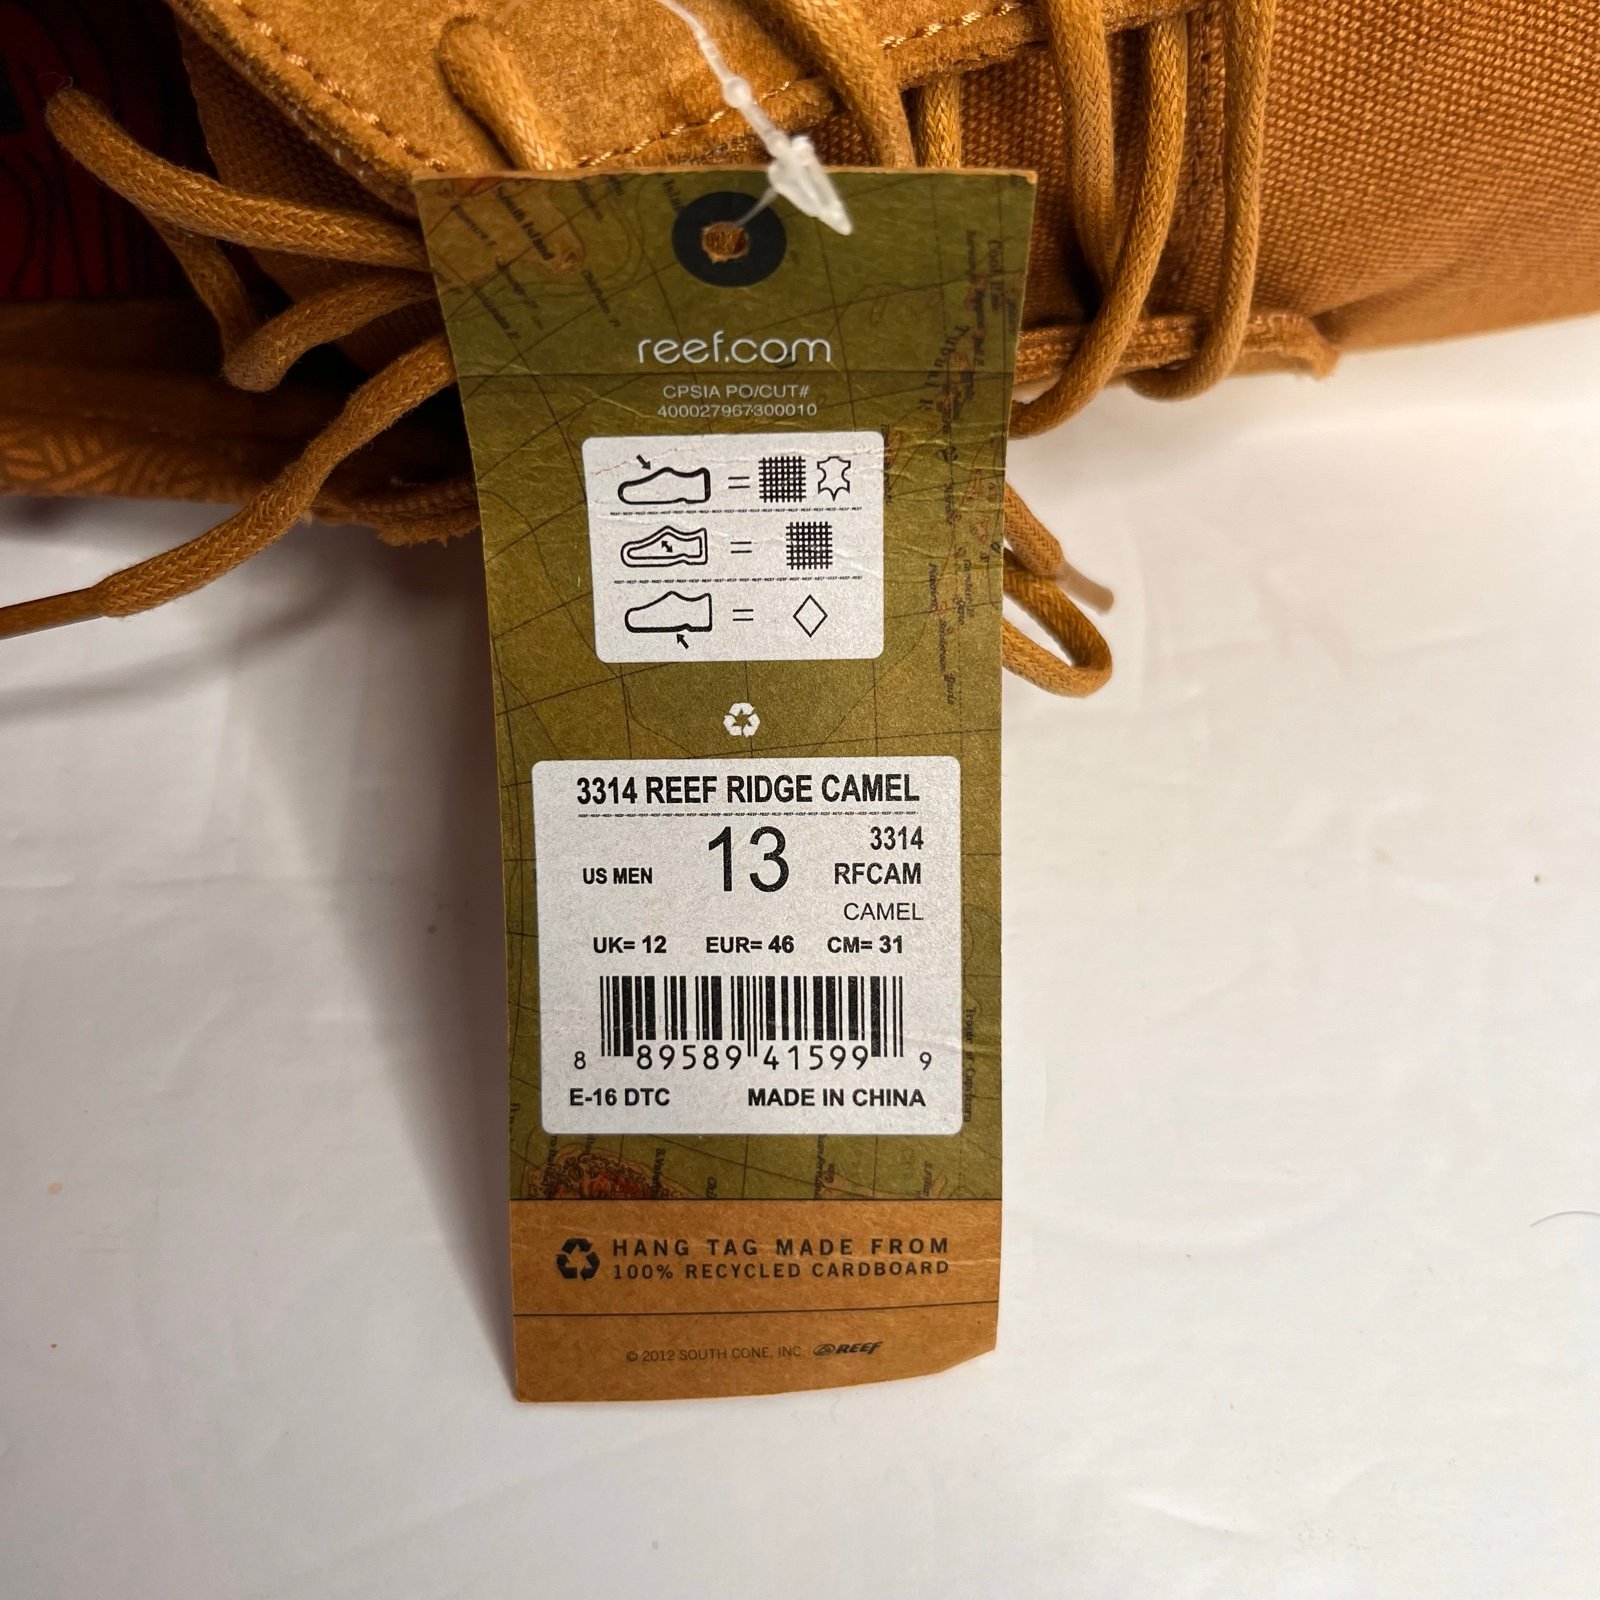 reef.com
CPSIA PO/CUT#
400027967300010
3314 REEF RIDGE CAMEL
US MEN 13 3314
RFCAM
CAMEL
UK= 12 EUR= 46 CM= 31
8 89589 41599 9
E-16 DTC MADE IN CHINA
HANG TAG MADE FROM
100% RECYCLED CARDBOARD
© 2012 SOUTH CONE, INC. REEF